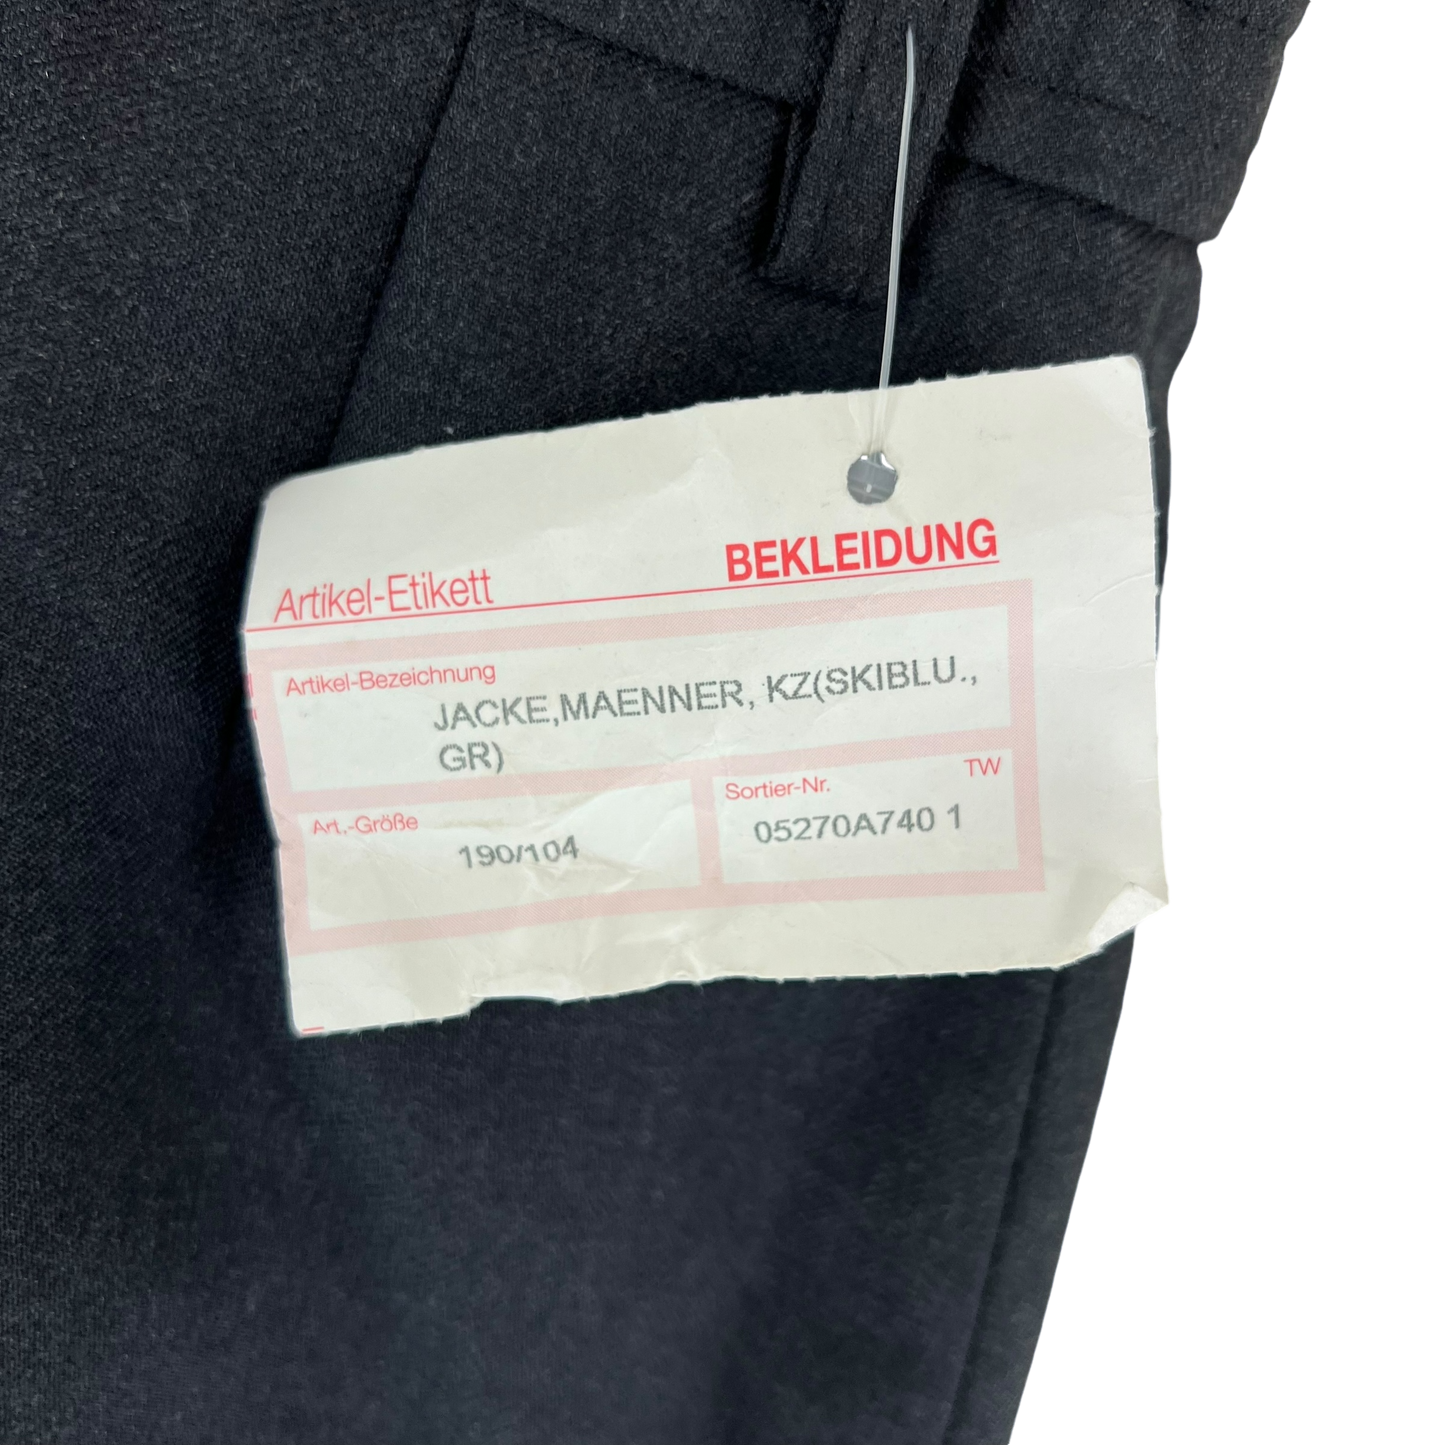 BEKLEIDUNG
Artikel-Etikett
Artikel-Bezeichnung
JACKE,MAENNER, KZ(SKIBLU.,
GR)
Art.-Größe
190/104
Sortier-Nr.
TW
05270A740 1